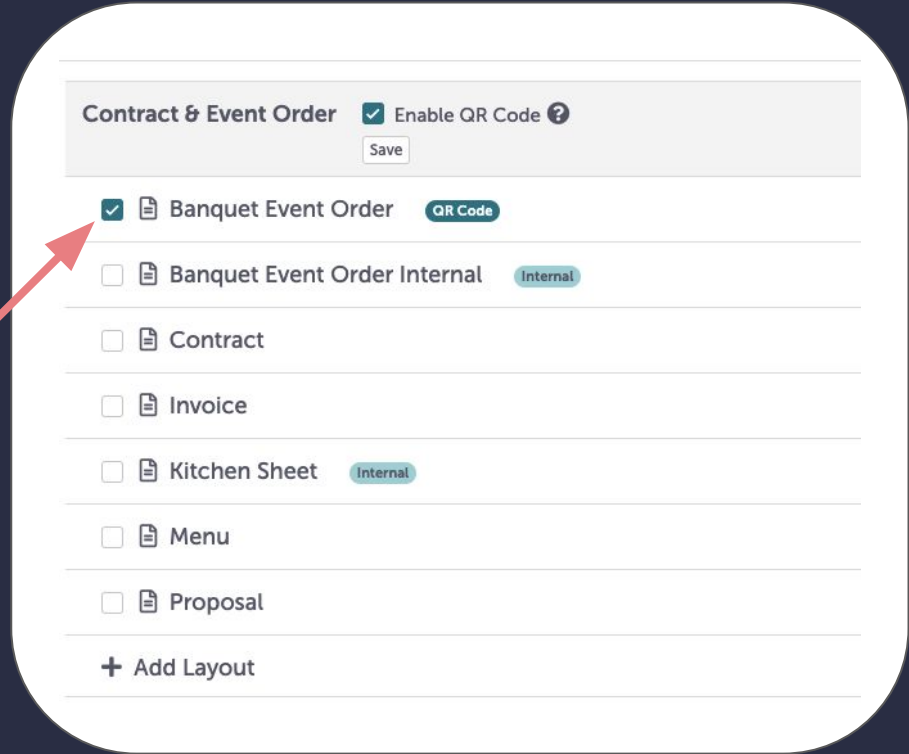 Contract & Event Order Enable QR Code ?
Save
Banquet Event Order QR Code
Banquet Event Order Internal Internal
Contract
Invoice
Kitchen Sheet Internal
Menu
Proposal
+ Add Layout